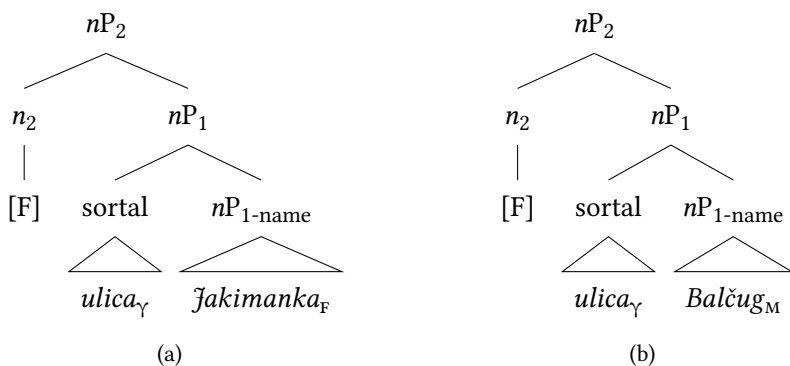 nP₂ nP₂
n₂ nP₁ n₂ nP₁
[F] sortal nP₁₋name [F] sortal nP₁₋name
ulicaᵧ JakimankaF ulicaᵧ BalčugM
(a) (b)